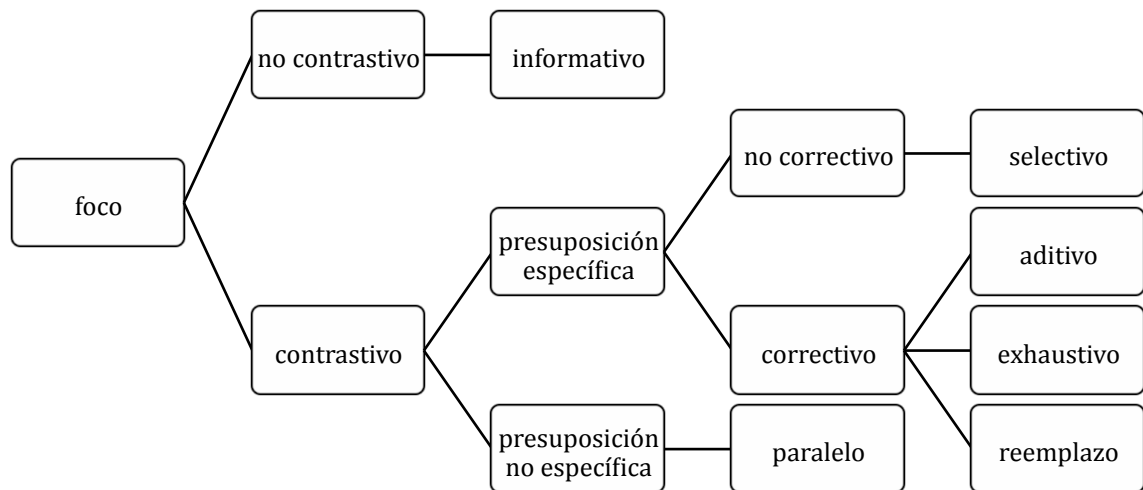 no contrastivo
informativo
no correctivo
selectivo
foco
presuposición
específica
aditivo
contrastivo
correctivo
exhaustivo
presuposición
no específica
paralelo
reemplazo